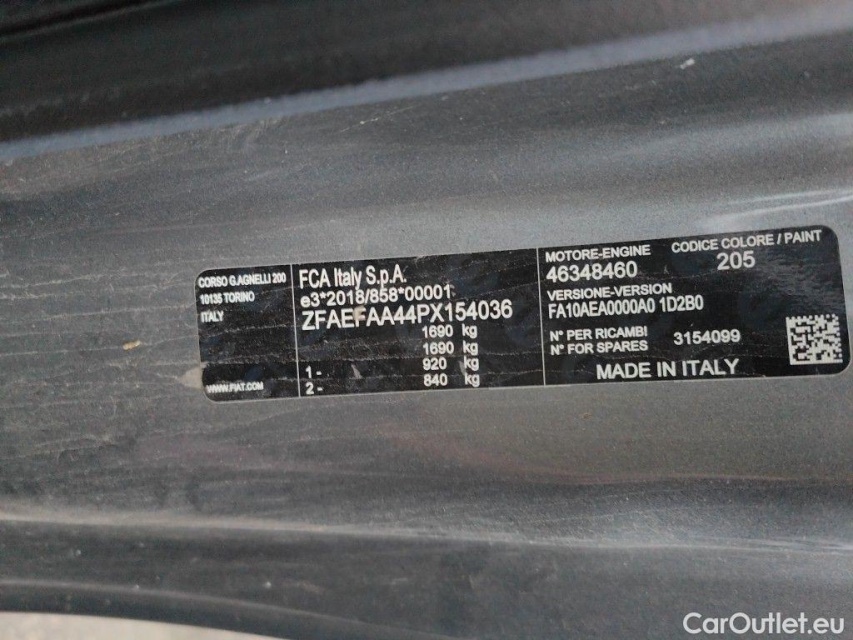 CORSO G.AGNELLI 200
10135 TORINO
ITALY
WWW.FIAT.COM
FCA Italy S.p.A.
e3*2018/858*00001
ZFAEFAA44PX154036
1690 kg
1690 kg
1- 920 kg
2- 840 kg
MOTORE-ENGINE
46348460
CODICE COLORE / PAINT
205
VERSIONE-VERSION
FA10AEA0000A0 1D2B0
N° PER RICAMBI
N° FOR SPARES
3154099
MADE IN ITALY
CarOutlet.eu